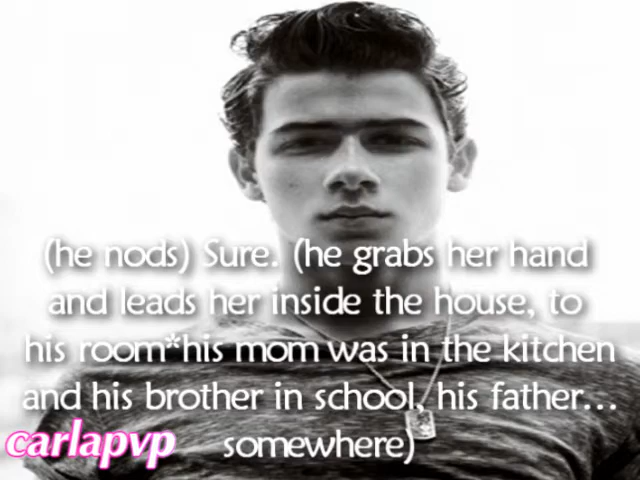 (he nods) Sure. (he grabs her hand
and leads her inside the house, to
his room*his mom was in the kitchen
and his brother in school, his father...
somewhere)
carlapvp